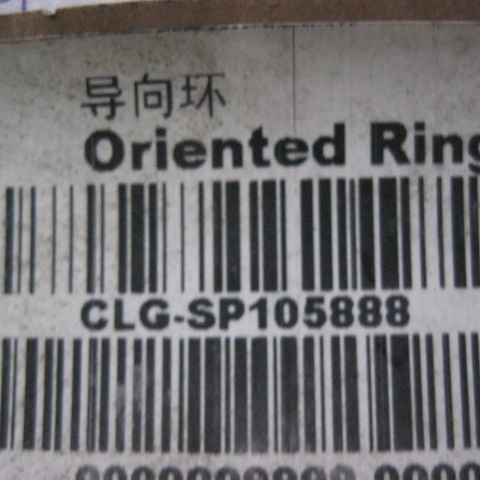 导向环
Oriented Ring
CLG-SP105888